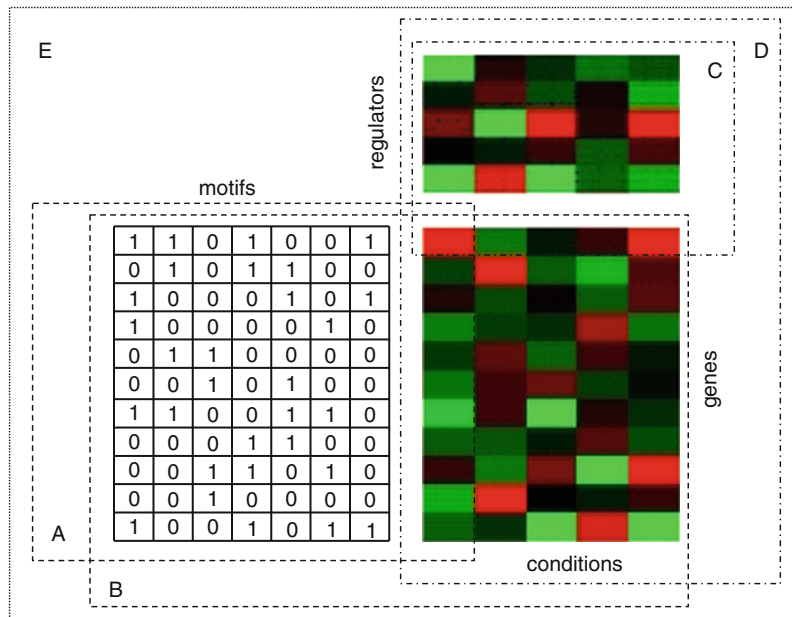 E
D
C
regulators
motifs
1 1 0 1 0 0 1
0 1 0 1 1 0 0
1 0 0 0 1 0 1
1 0 0 0 0 1 0
0 1 1 0 0 0 0
0 0 1 0 1 0 0
1 1 0 0 1 1 0
0 0 0 1 1 0 0
0 0 1 1 0 1 0
0 0 1 0 0 0 0
1 0 0 1 0 1 1
genes
A
conditions
B